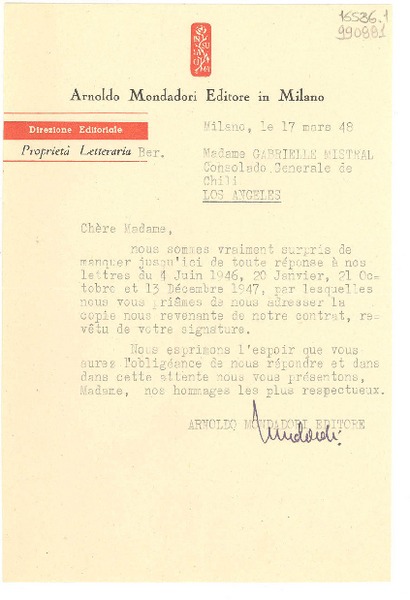 16536.1
990891
Arnoldo Mondadori Editore in Milano
Direzione Editoriale
Proprietà Letteraria Ber.
Milano, le 17 mars 48
Madame GABRIELLE MISTRAL
Consolado Generale de
Chili
LOS ANGELES
Chère Madame,
nous sommes vraiment surpris de
manquer jusqu'ici de toute réponse à nos
lettres du 4 Juin 1946, 20 Janvier, 21 Oc-
tobre et 13 Décembre 1947, par lesquelles
nous vous priâmes de nous adresser la
copie nous revenante de notre contrat, re-
vêtu de votre signature.
Nous esprimons l'espoir que vous
aurez l'obligéance de nous répondre et dans
dans cette attente nous vous présentons,
Madame, nos hommages les plus respectueux.
ARNOLDO MONDADORI EDITORE
Mondadori